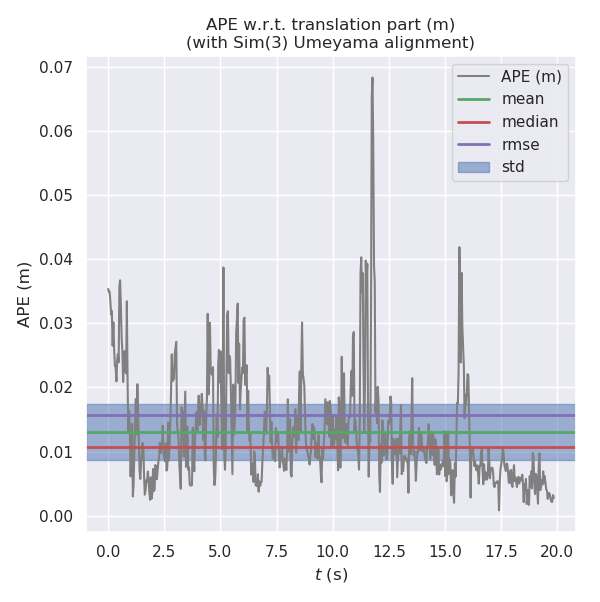 APE w.r.t. translation part (m)
(with Sim(3) Umeyama alignment)
APE (m)
mean
median
rmse
std
0.07
0.06
0.05
0.04
0.03
0.02
0.01
0.00
APE (m)
0.0 2.5 5.0 7.5 10.0 12.5 15.0 17.5 20.0
t (s)